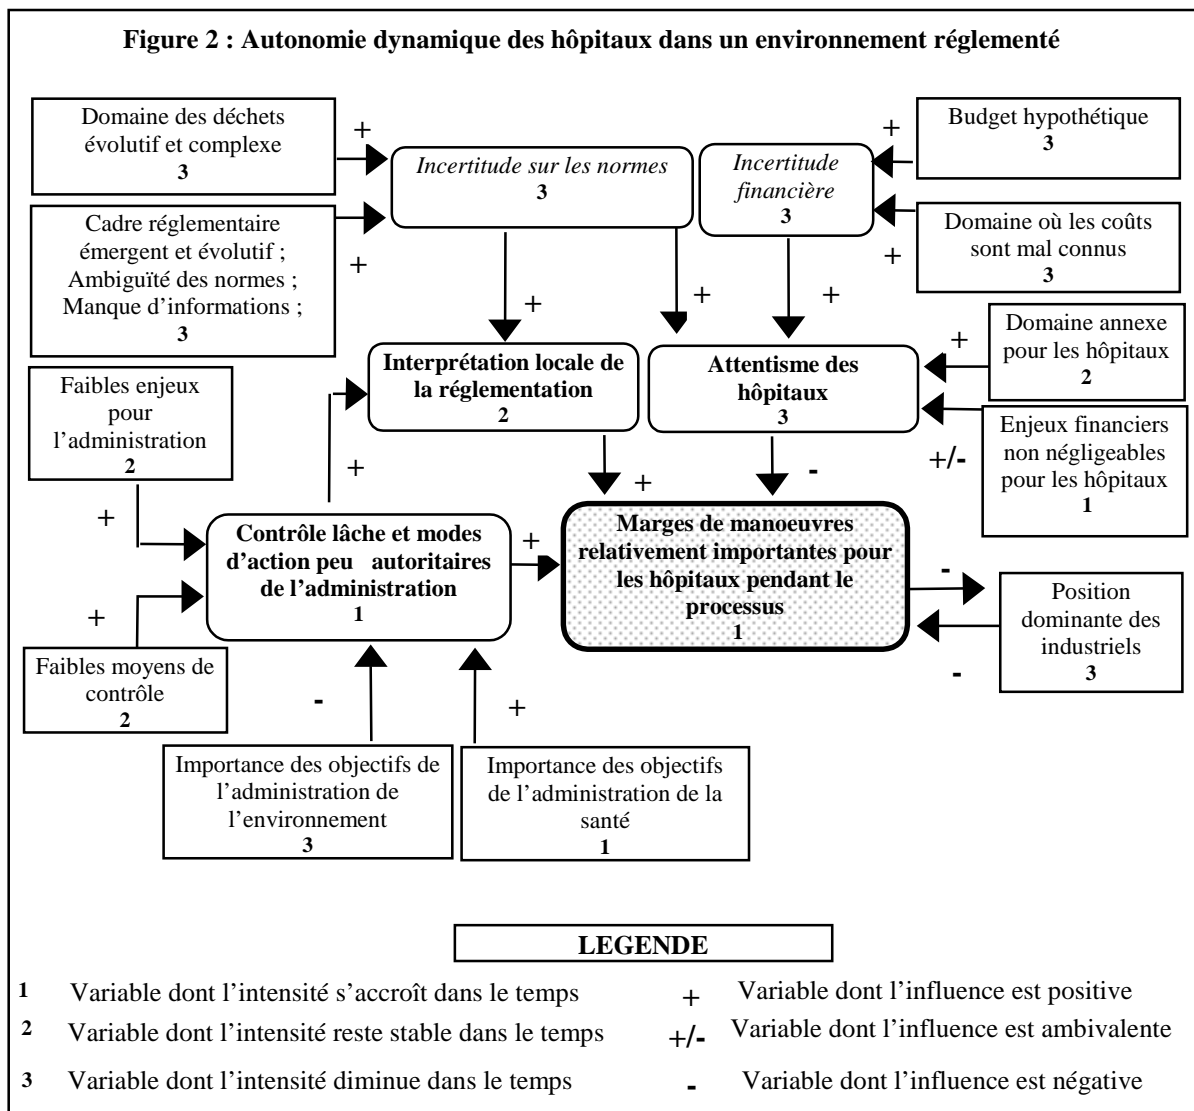 Figure 2 : Autonomie dynamique des hôpitaux dans un environnement réglementé
Domaine des déchets
évolutif et complexe
3
+
Incertitude sur les normes
3
Incertitude
financière
3
+
Budget hypothétique
3
Cadre réglementaire
émergent et évolutif ;
Ambiguïté des normes ;
Manque d’informations ;
3
+
+
Domaine où les coûts
sont mal connus
3
+
+
+
Faibles enjeux
pour
l’administration
2
Interprétation locale de
la réglementation
2
Attentisme des
hôpitaux
3
+
Domaine annexe
pour les hôpitaux
2
+/-
Enjeux financiers
non négligeables
pour les hôpitaux
1
+
+
-
+
Contrôle lâche et modes
d’action peu autoritaires
de l’administration
1
+
Marges de manoeuvres
relativement importantes pour
les hôpitaux pendant le
processus
1
-
Position
dominante des
industriels
3
-
+
Faibles moyens de
contrôle
2
-
+
Importance des objectifs de
l’administration de
l’environnement
3
Importance des objectifs
de l’administration de la
santé
1
LEGENDE
1 Variable dont l’intensité s’accroît dans le temps
+ Variable dont l’influence est positive
2 Variable dont l’intensité reste stable dans le temps
+/- Variable dont l’influence est ambivalente
3 Variable dont l’intensité diminue dans le temps
- Variable dont l’influence est négative